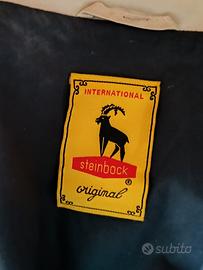 INTERNATIONAL
steinbock
®
original
subito